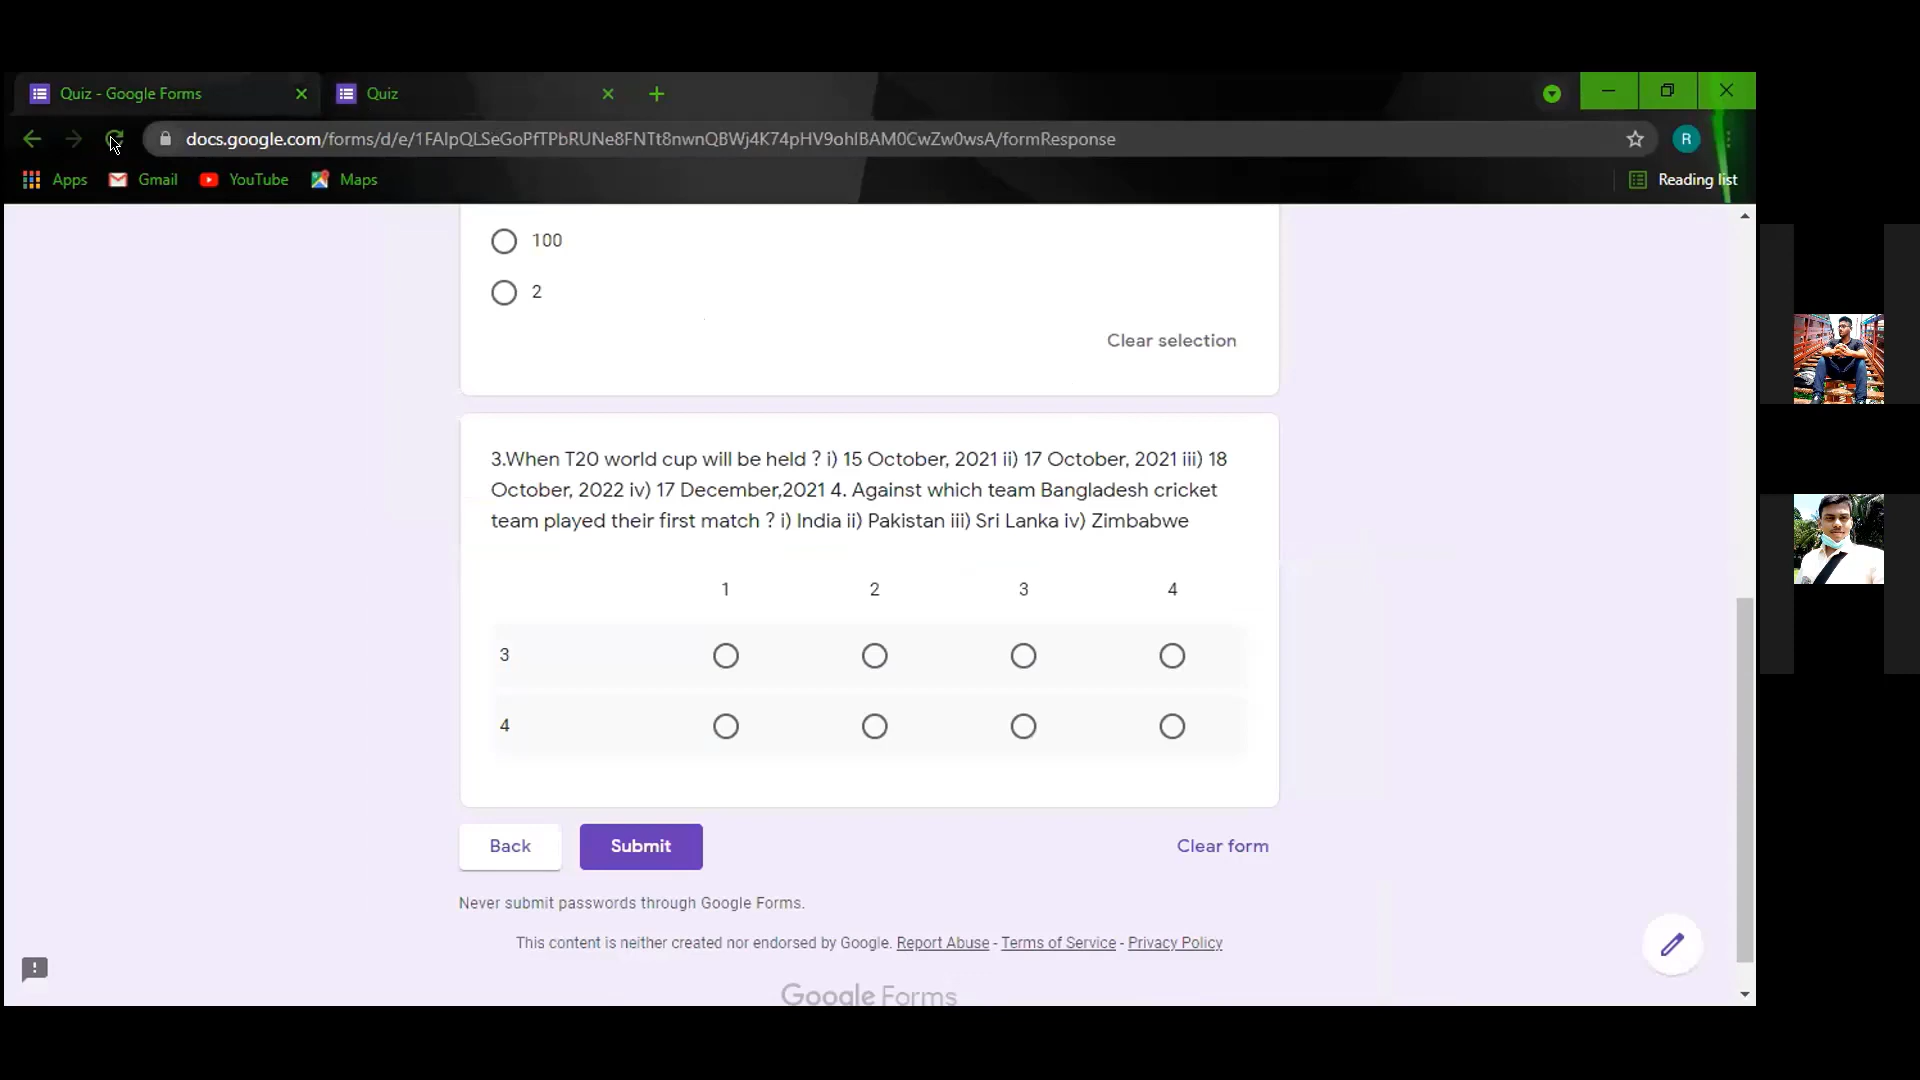 Quiz - Google Forms
Quiz
docs.google.com/forms/d/e/1FAIpQLSeGoPfTPbRUNe8FNTt8nwnQBWj4K74pHV9ohIBAM0CwZw0wsA/formResponse
R
Apps
Gmail
YouTube
Maps
Reading list
100
2
Clear selection
3.When T20 world cup will be held ? i) 15 October, 2021 ii) 17 October, 2021 iii) 18
October, 2022 iv) 17 December,2021 4. Against which team Bangladesh cricket
team played their first match ? i) India ii) Pakistan iii) Sri Lanka iv) Zimbabwe
1 2 3 4
3
4
Back
Submit
Clear form
Never submit passwords through Google Forms.
This content is neither created nor endorsed by Google. Report Abuse - Terms of Service - Privacy Policy
Google Forms